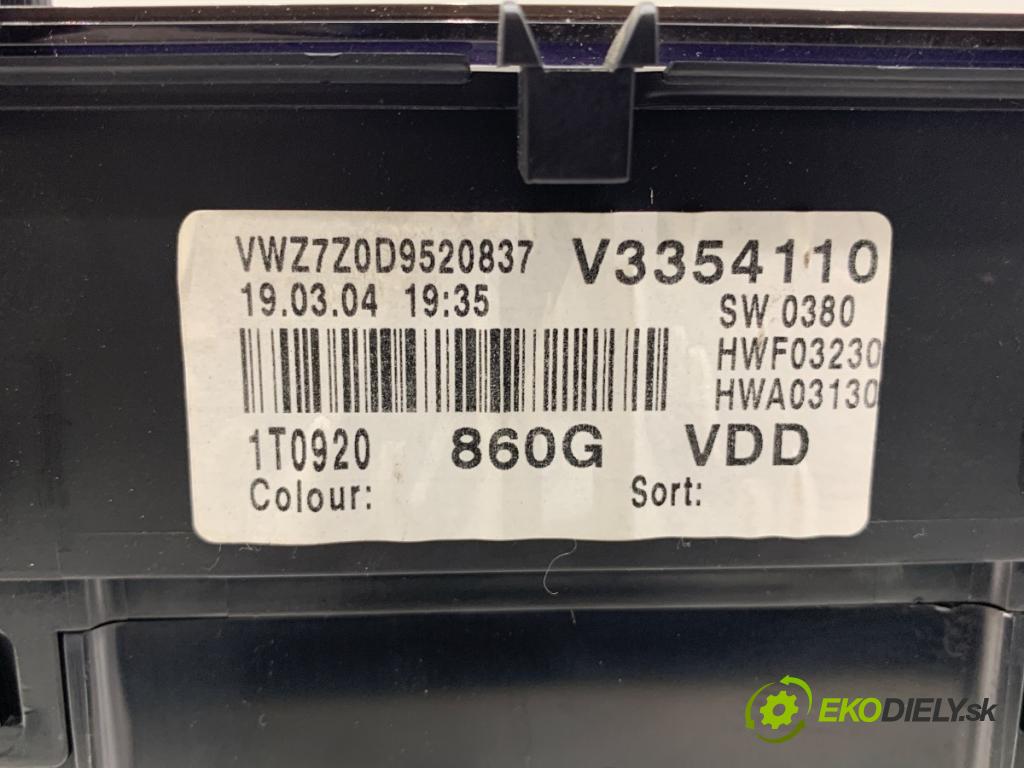 VWZ7Z0D9520837 V3354110
19.03.04 19:35 SW 0380
HWF03230
HWA03130
1T0920 860G VDD
Colour: Sort:
EKODIELY.sk